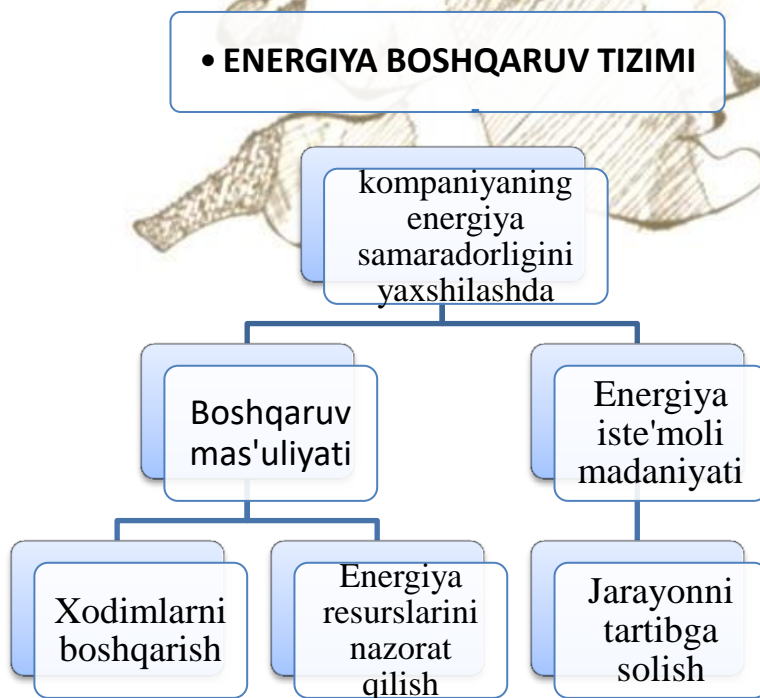 • ENERGIYA BOSHQARUV TIZIMI
kompaniyaning
energiya
samaradorligini
yaxshilashda
Boshqaruv
mas'uliyati
Energiya
iste'moli
madaniyati
Xodimlarni
boshqarish
Energiya
resurslarini
nazorat
qilish
Jarayonni
tartibga
solish